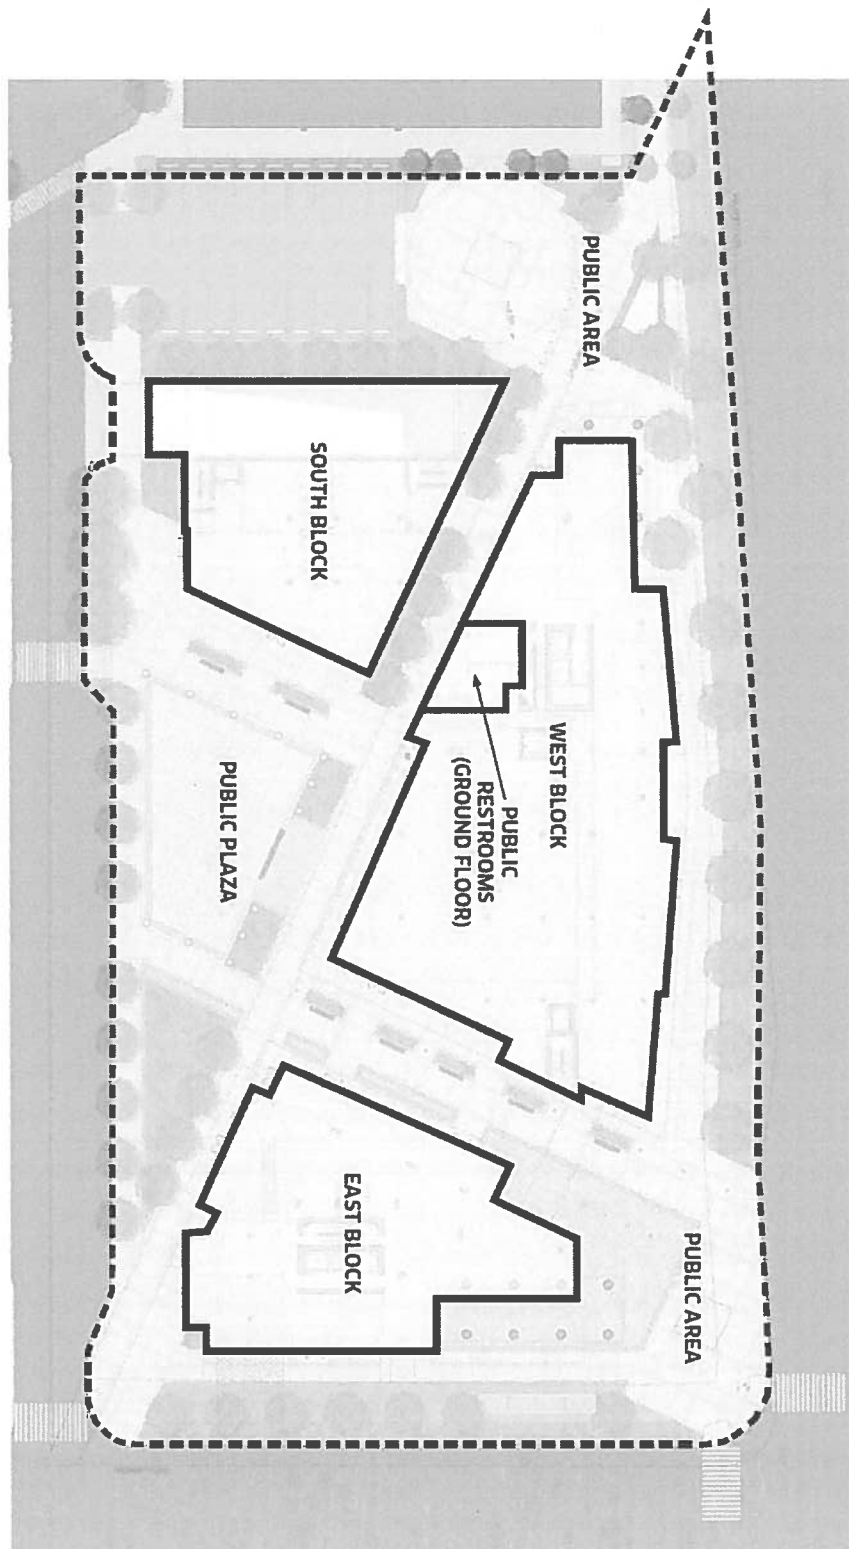 PUBLIC AREA
SOUTH BLOCK
WEST BLOCK
PUBLIC
RESTROOMS
(GROUND FLOOR)
PUBLIC PLAZA
EAST BLOCK
PUBLIC AREA